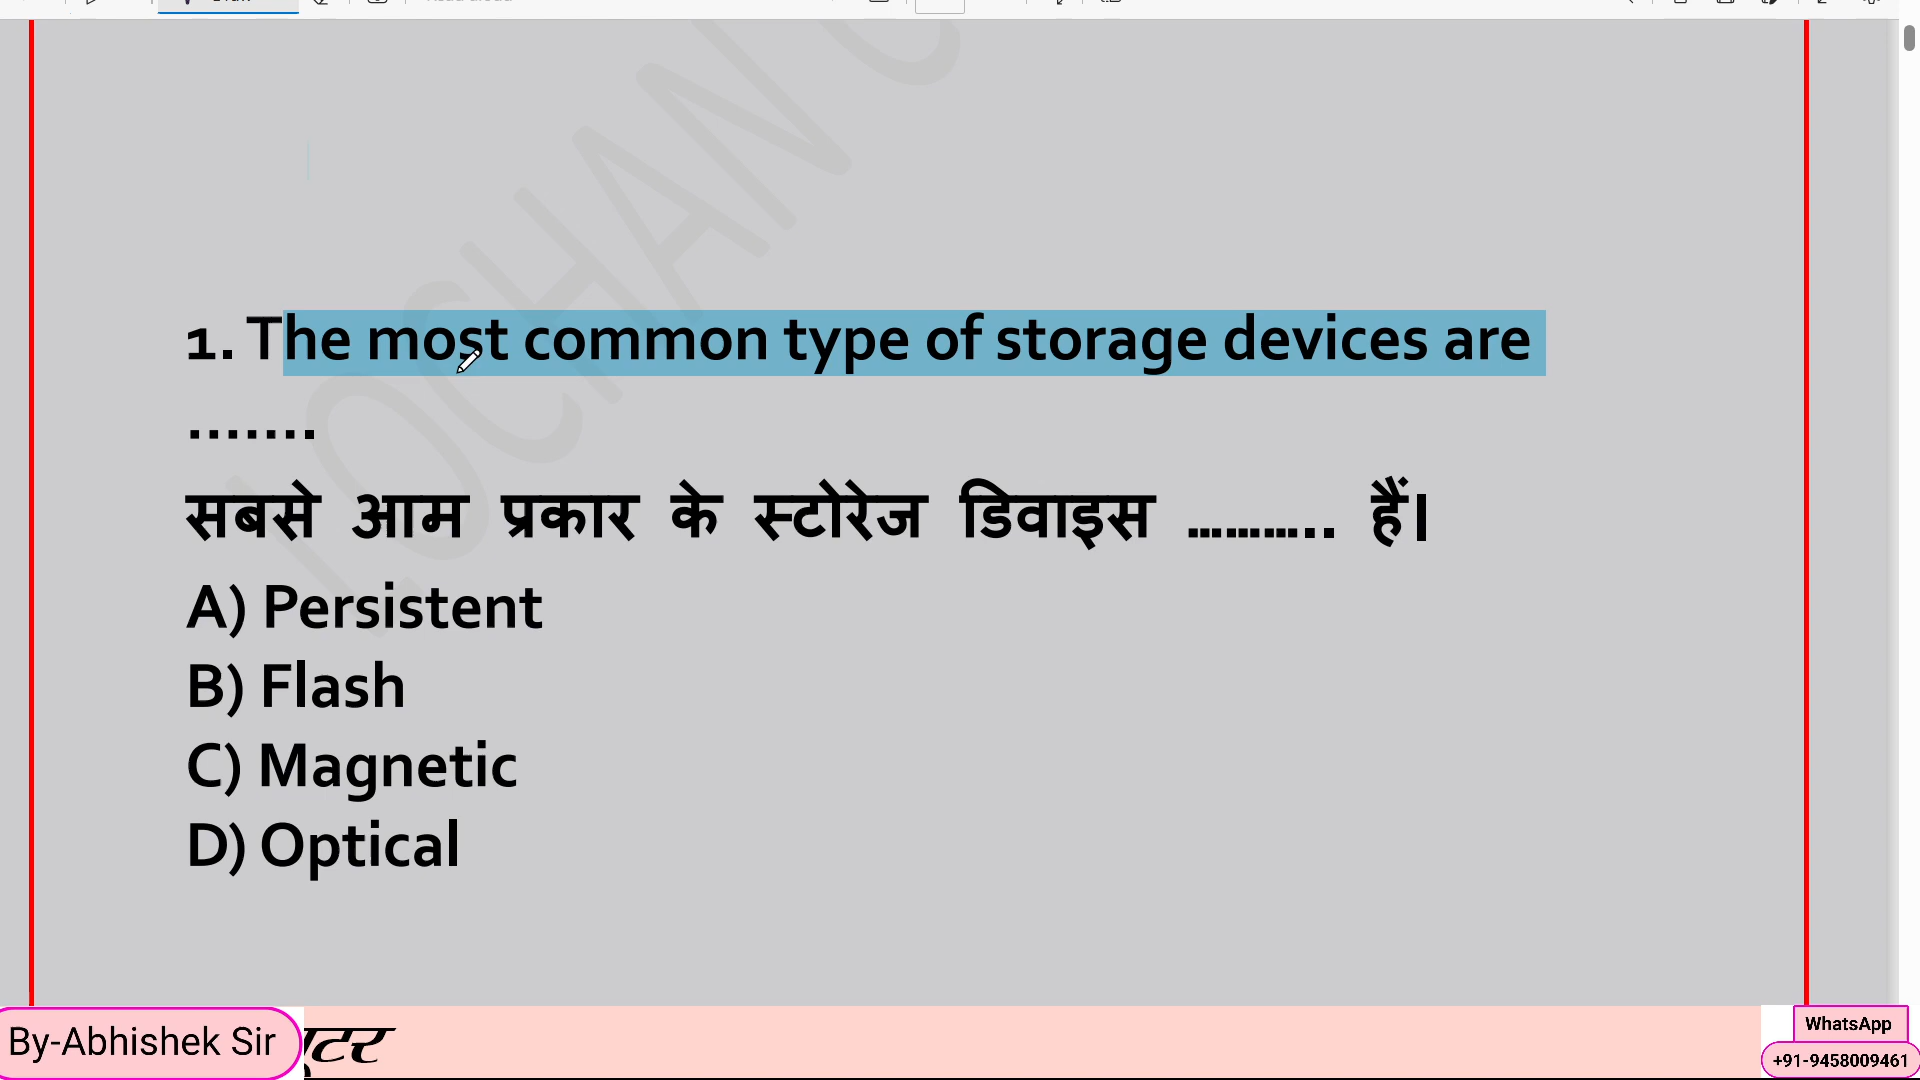 1. The most common type of storage devices are
.......
सबसे आम प्रकार के स्टोरेज डिवाइस ……….. हैं।
A) Persistent
B) Flash
C) Magnetic
D) Optical
By-Abhishek Sir
WhatsApp
+91-9458009461